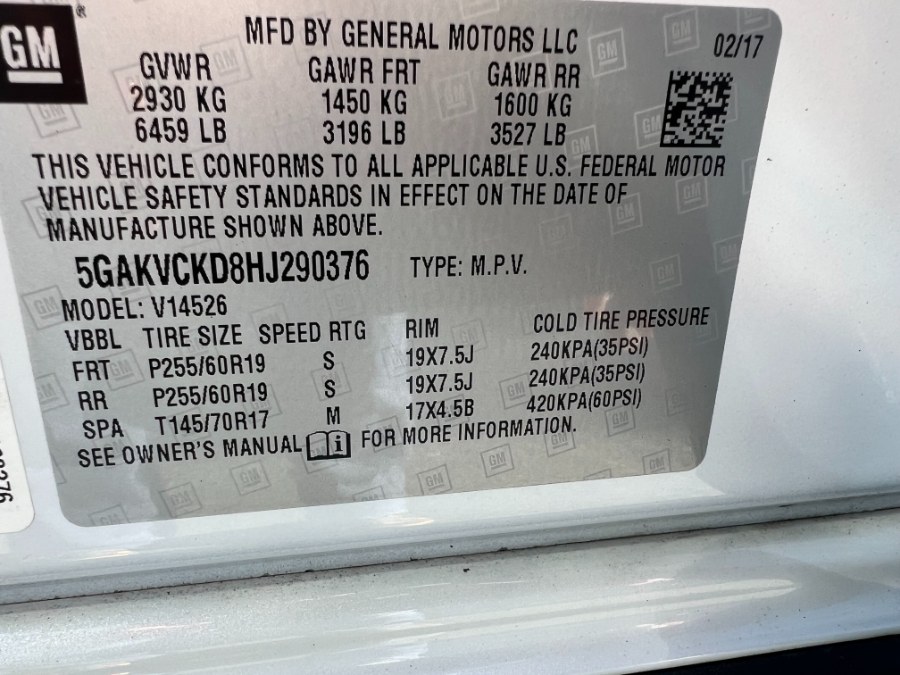 GM
MFD BY GENERAL MOTORS LLC
02/17
GVWR GAWR FRT GAWR RR
2930 KG 1450 KG 1600 KG
6459 LB 3196 LB 3527 LB
THIS VEHICLE CONFORMS TO ALL APPLICABLE U.S. FEDERAL MOTOR
VEHICLE SAFETY STANDARDS IN EFFECT ON THE DATE OF
MANUFACTURE SHOWN ABOVE.
5GAKVCKD8HJ290376 TYPE: M.P.V.
MODEL: V14526
VBBL TIRE SIZE SPEED RTG RIM COLD TIRE PRESSURE
FRT P255/60R19 S 19X7.5J 240KPA(35PSI)
RR P255/60R19 S 19X7.5J 240KPA(35PSI)
SPA T145/70R17 M 17X4.5B 420KPA(60PSI)
SEE OWNER'S MANUAL i FOR MORE INFORMATION.